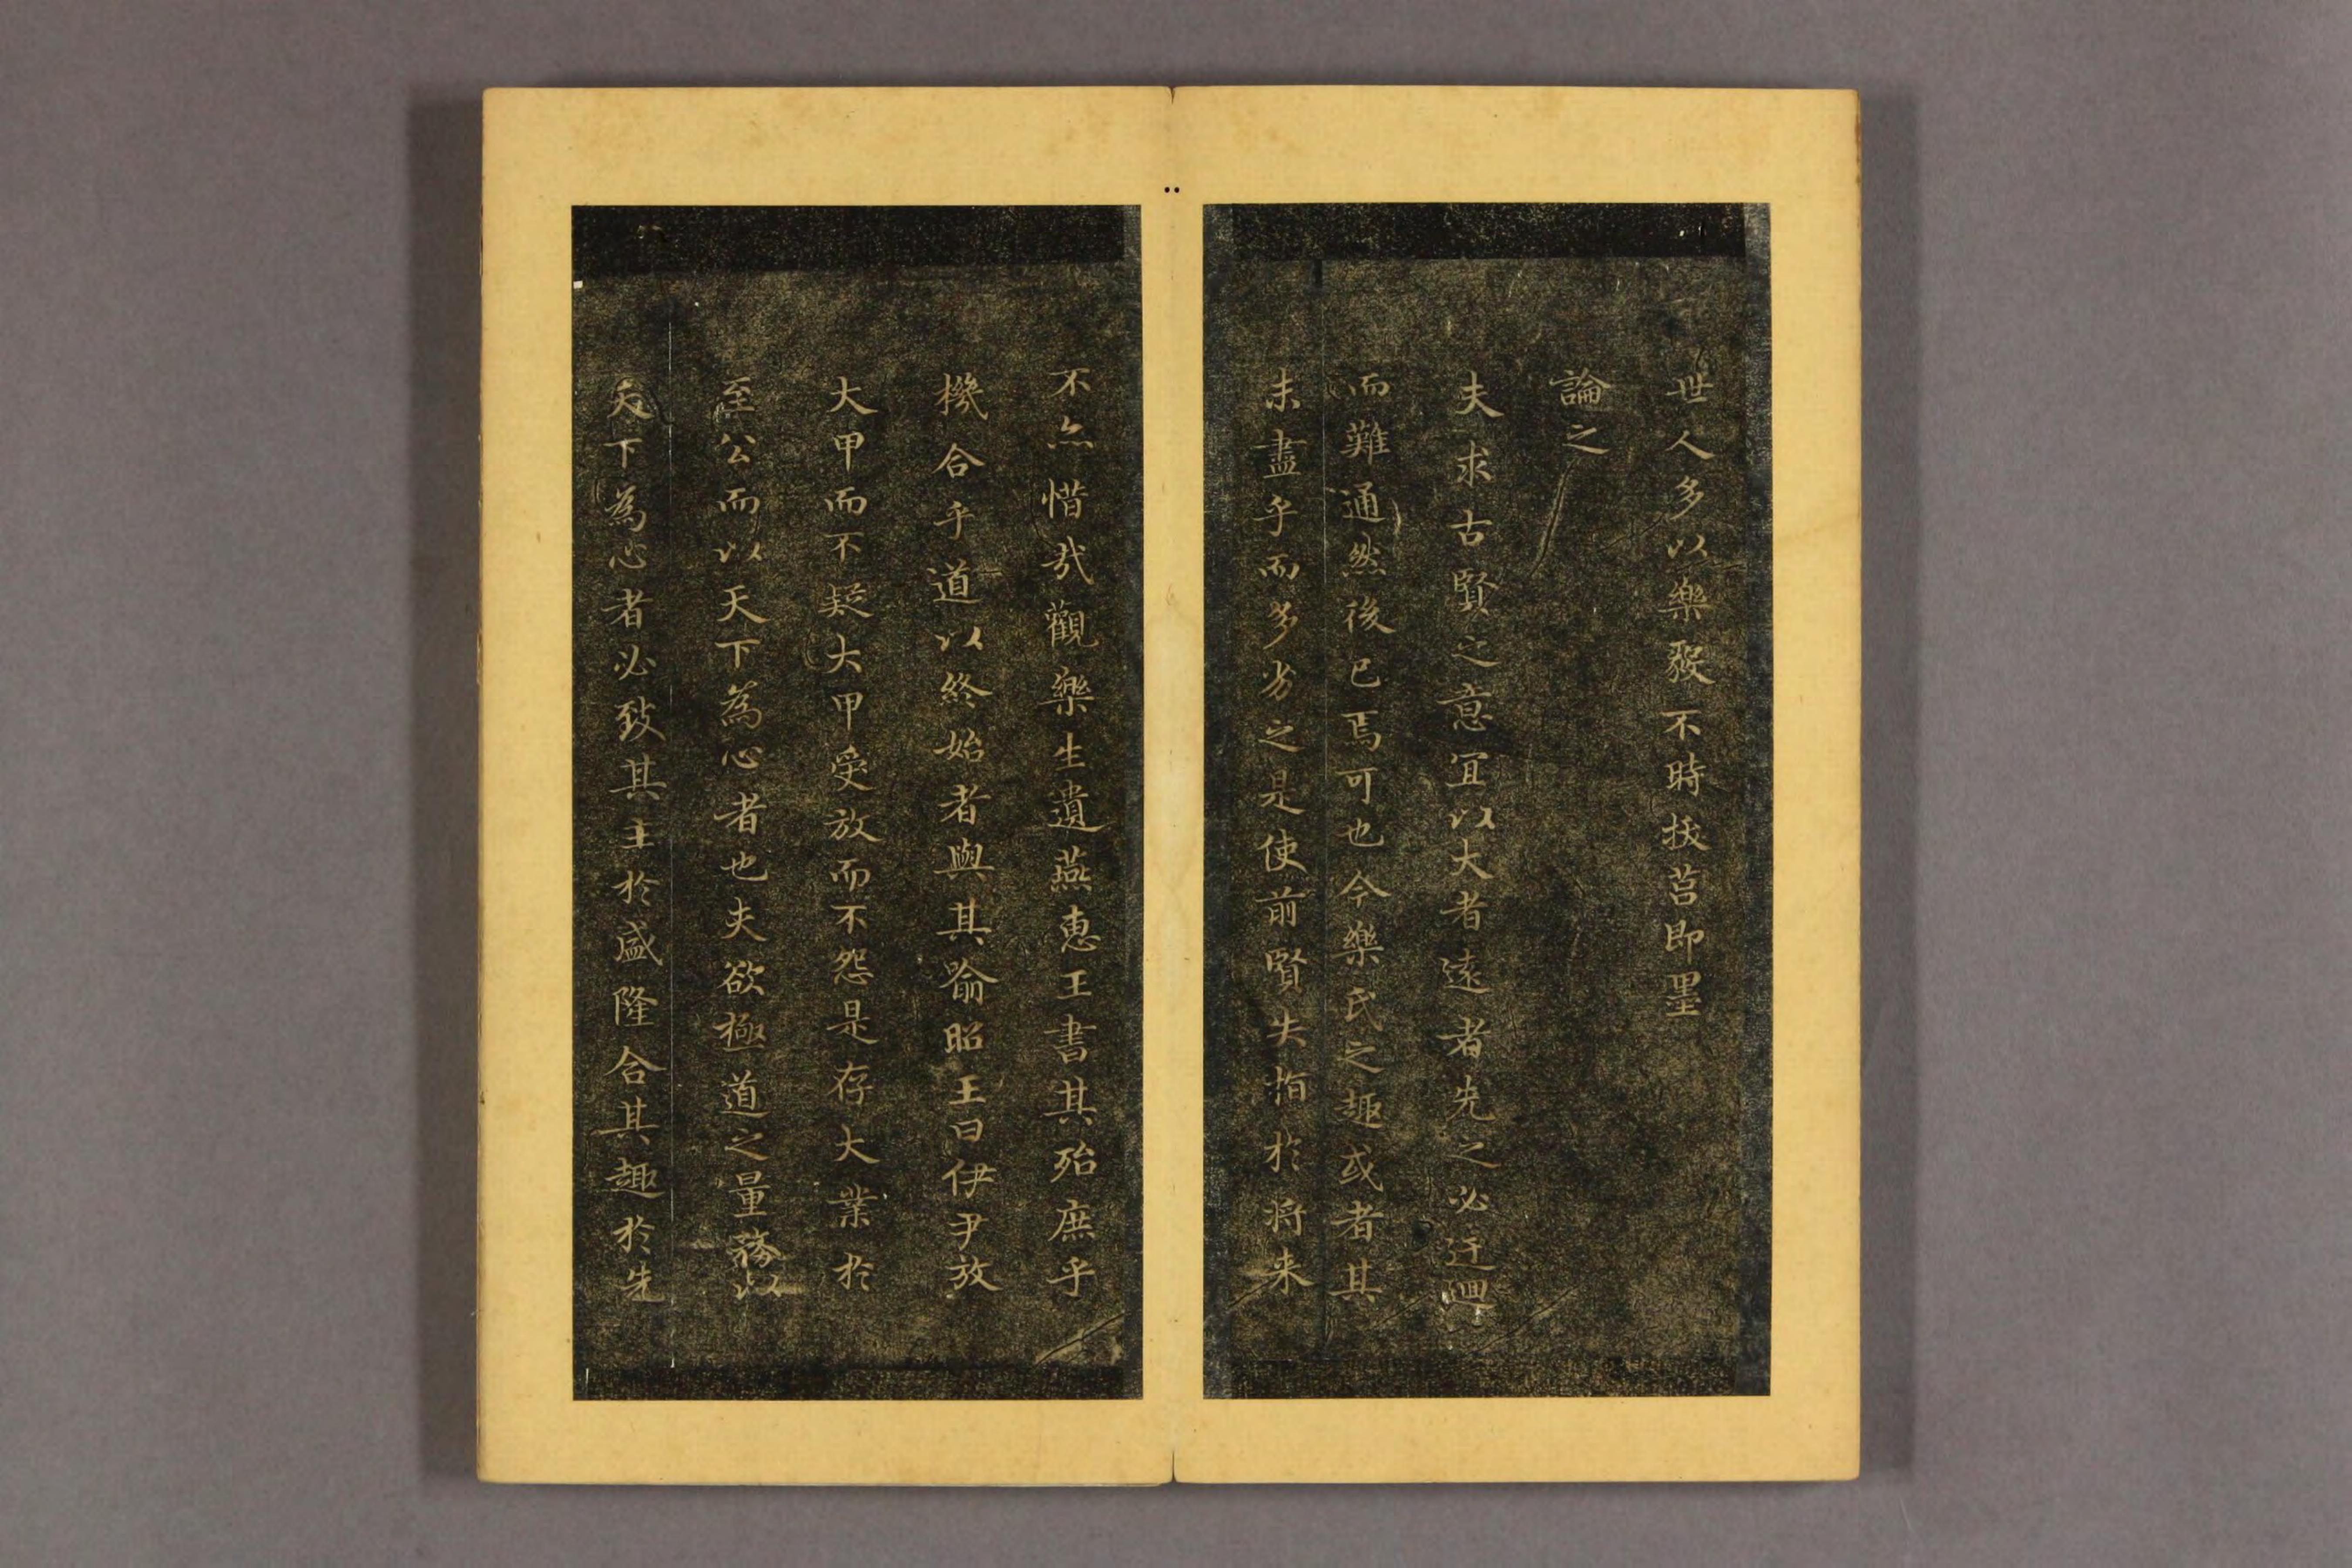 世人多以樂毅不時拔莒即墨
論之
夫求古賢之意宜以大者遠者先之必迂迴
而難通然後已焉可也今樂氏之趣或者其
未盡乎而多劣之是使前賢失指於将来
不亦惜哉觀樂生遺燕惠王書其殆庶乎
機合乎道以終始者與其喻昭王曰伊尹放
大甲而不疑大甲受放而不怨是存大業於
至公而以天下為心者也夫欲極道之量務以
天下為心者必致其主於盛隆合其趣於先